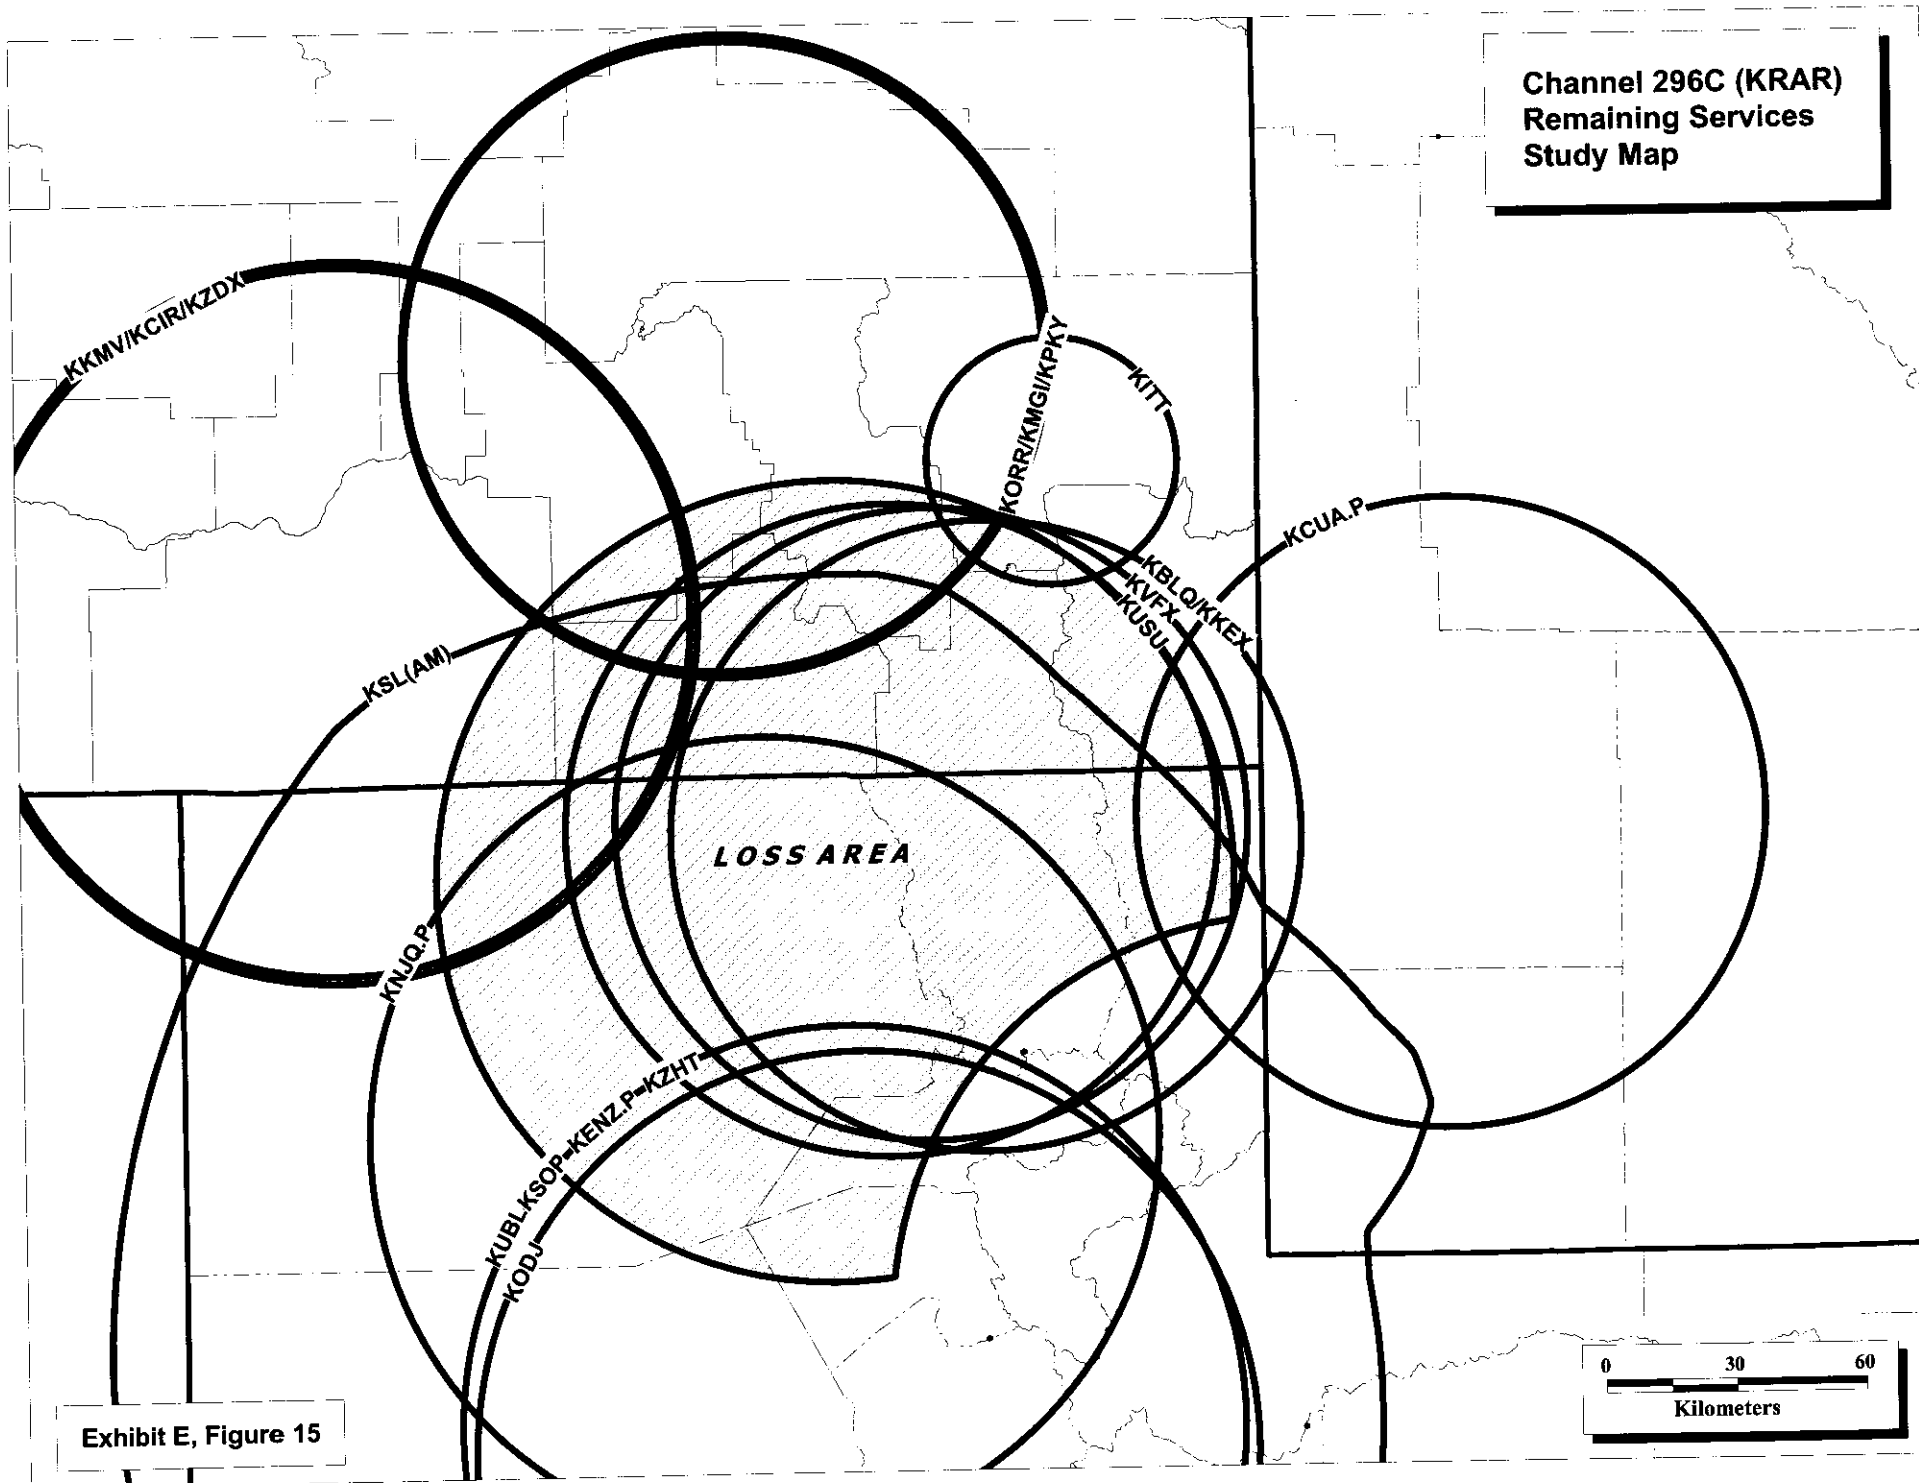 Channel 296C (KRAR)
Remaining Services
Study Map
KKMV/KCIR/KZDX
KORR/KMGI/KPKY
KITT
KCUA.P
KBLQ/KKEX
KVFX
KUSU
KSL(AM)
LOSS AREA
KNJQ.P
KUBL-KSOP-KENZ.P-KZHT
KODJ
0 30 60
Kilometers
Exhibit E, Figure 15